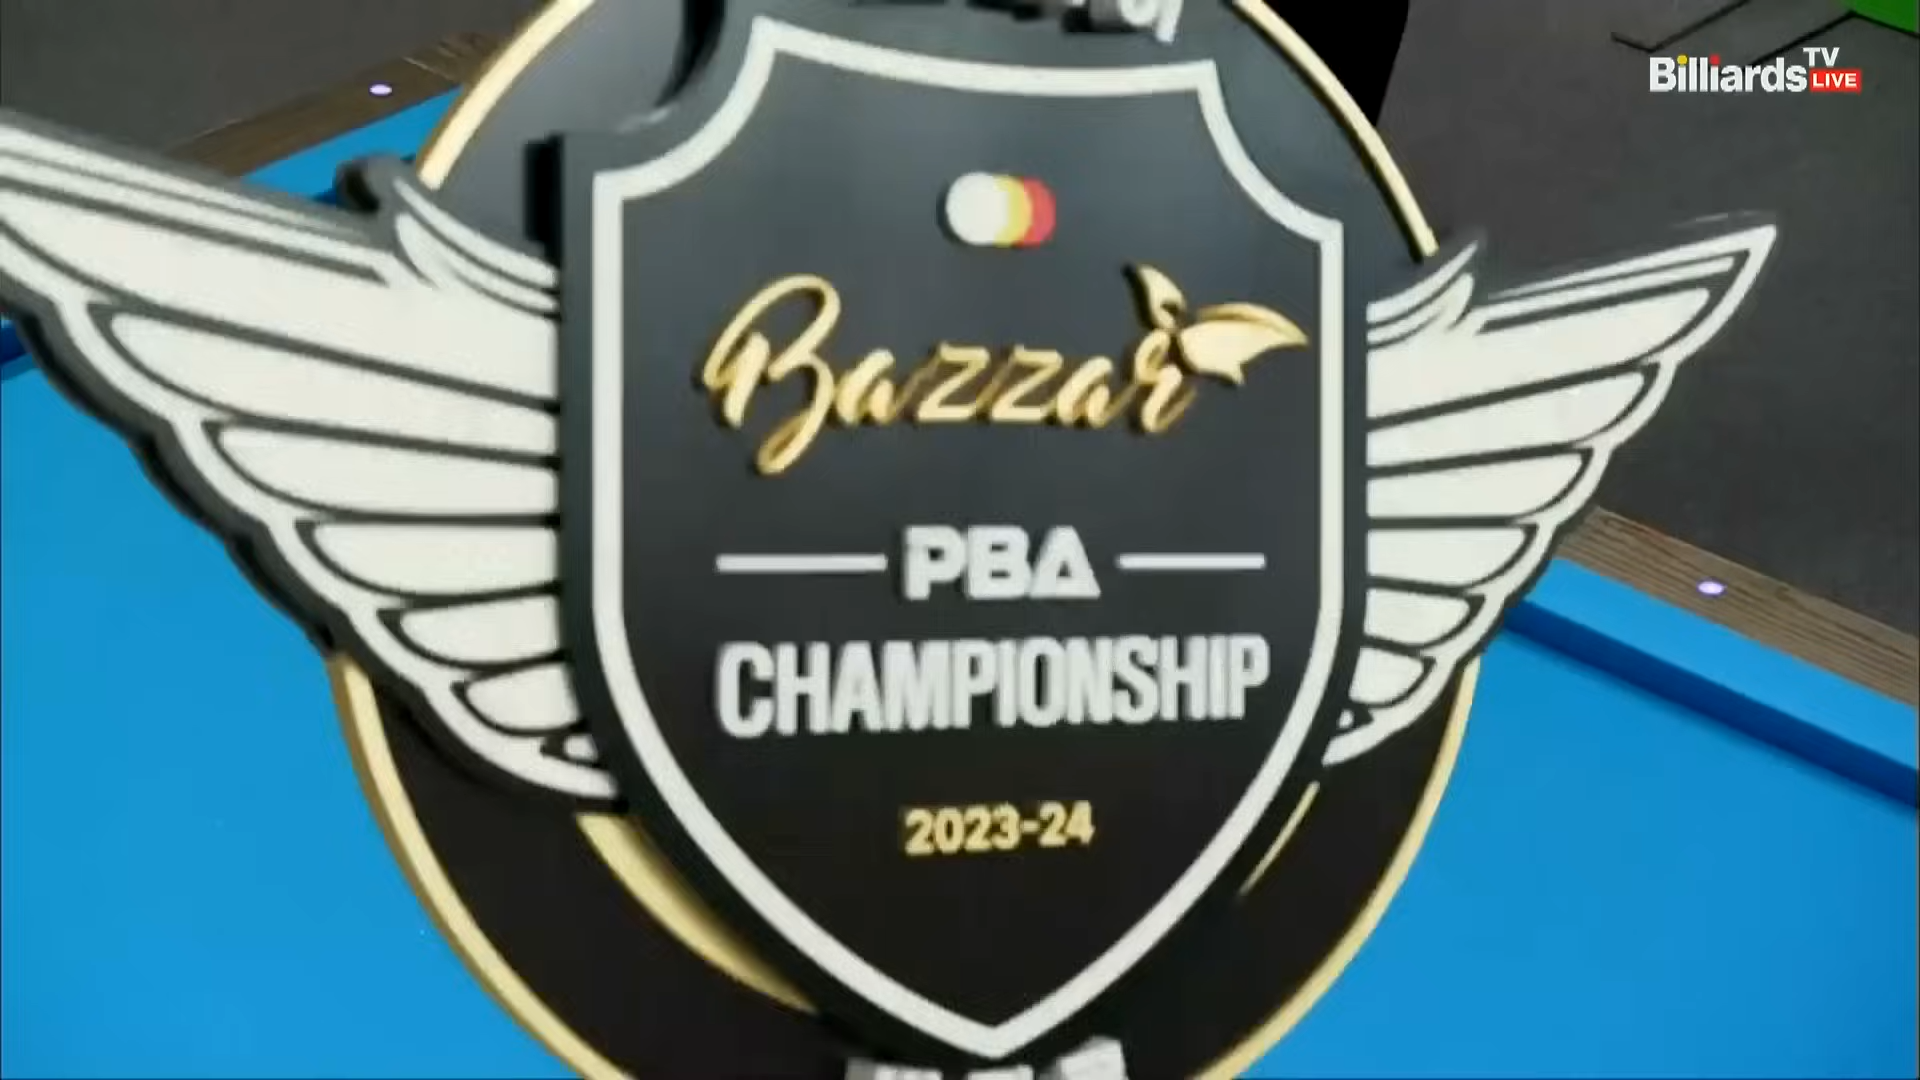 Billiards TV
LIVE
Bazzar
PBA
CHAMPIONSHIP
2023-24